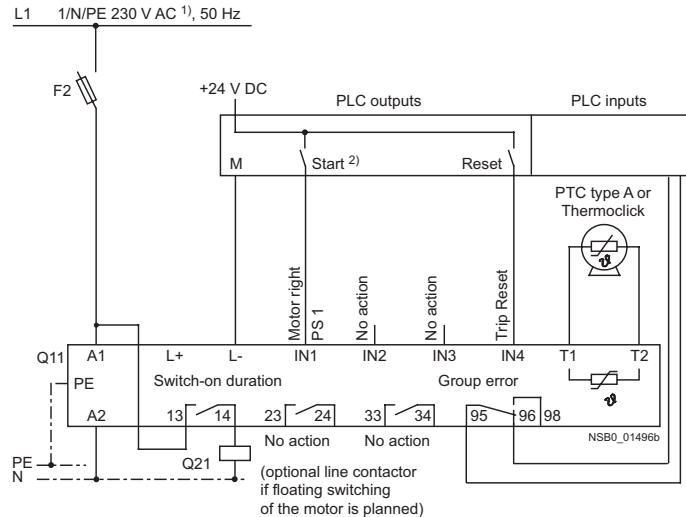 L1 1/N/PE 230 V AC 1), 50 Hz
F2
+24 V DC
PLC outputs
PLC inputs
M
Start 2)
Reset
PTC type A or
Thermoclick
ϑ
Motor right
PS 1
No action
No action
Trip Reset
Q11
A1
L+
L-
IN1
IN2
IN3
IN4
T1
T2
PE
Switch-on duration
Group error
ϑ
A2
13
14
23
24
33
34
95
96
98
No action
No action
NSB0_01496b
PE
N
Q21
(optional line contactor
if floating switching
of the motor is planned)